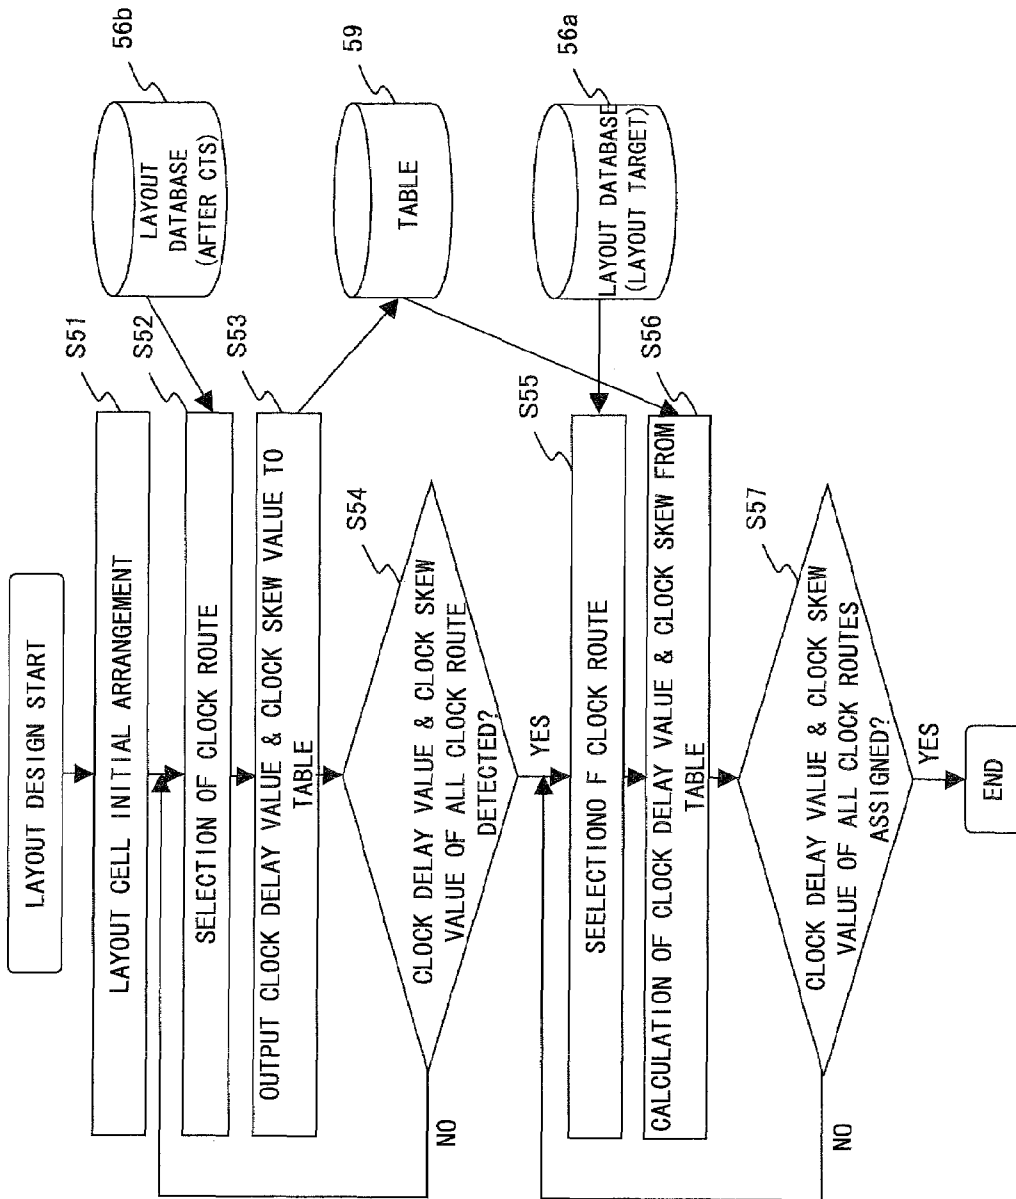 LAYOUT DESIGN START
S51
LAYOUT CELL INITIAL ARRANGEMENT
S52
SELECTION OF CLOCK ROUTE
56b
LAYOUT
DATABASE
(AFTER CTS)
S53
OUTPUT CLOCK DELAY VALUE & CLOCK SKEW VALUE TO
TABLE
59
TABLE
S54
CLOCK DELAY VALUE & CLOCK SKEW
VALUE OF ALL CLOCK ROUTE
DETECTED?
NO
YES
S55
SEELECTIONO F CLOCK ROUTE
56a
LAYOUT DATABASE
(LAYOUT TARGET)
S56
CALCULATION OF CLOCK DELAY VALUE & CLOCK SKEW FROM
TABLE
S57
CLOCK DELAY VALUE & CLOCK SKEW
VALUE OF ALL CLOCK ROUTES
ASSIGNED?
NO
YES
END